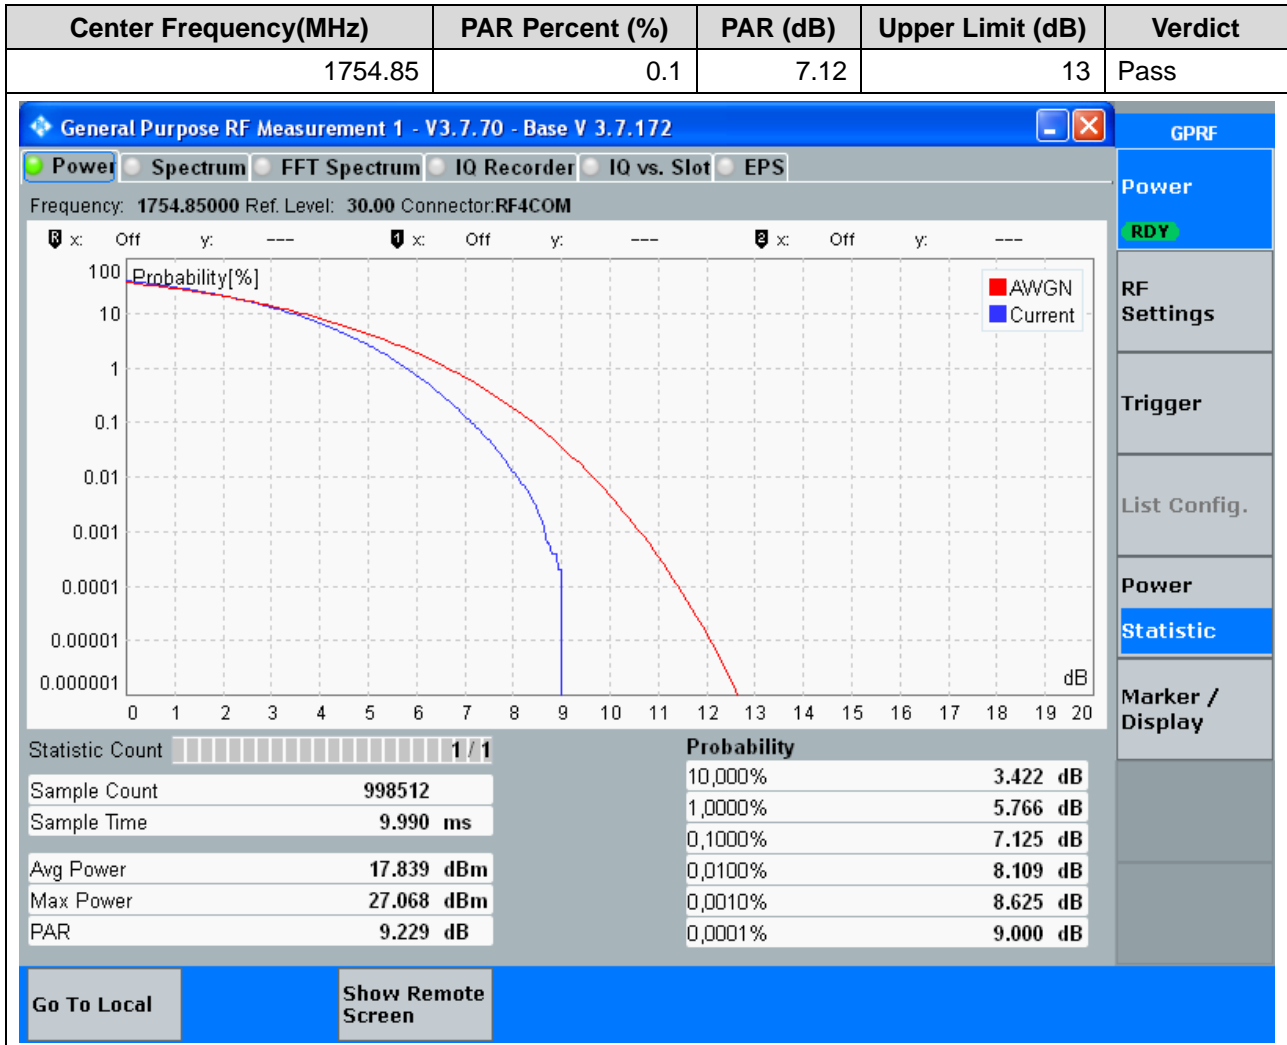 Center Frequency(MHz) PAR Percent (%) PAR (dB) Upper Limit (dB) Verdict
1754.85 0.1 7.12 13 Pass
General Purpose RF Measurement 1 - V3.7.70 - Base V 3.7.172
GPRF
Power Spectrum FFT Spectrum IQ Recorder IQ vs. Slot EPS
Power
RDY
Frequency: 1754.85000 Ref. Level: 30.00 Connector:RF4COM
R x: Off y: --- 1 x: Off y: --- 2 x: Off y: ---
Probability[%]
AWGN
Current
100
10
1
0.1
0.01
0.001
0.0001
0.00001
0.000001
dB
0 1 2 3 4 5 6 7 8 9 10 11 12 13 14 15 16 17 18 19 20
RF
Settings
Trigger
List Config.
Power
Statistic
Marker /
Display
Statistic Count 1 / 1
Sample Count 998512
Sample Time 9.990 ms
Avg Power 17.839 dBm
Max Power 27.068 dBm
PAR 9.229 dB
Probability
10,000% 3.422 dB
1,0000% 5.766 dB
0,1000% 7.125 dB
0,0100% 8.109 dB
0,0010% 8.625 dB
0,0001% 9.000 dB
Go To Local
Show Remote
Screen